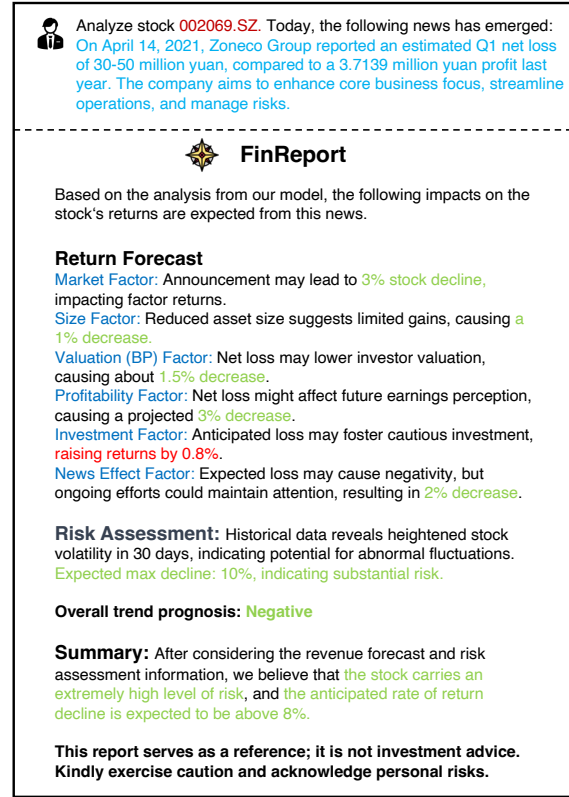 Analyze stock 002069.SZ. Today, the following news has emerged:
On April 14, 2021, Zoneco Group reported an estimated Q1 net loss
of 30-50 million yuan, compared to a 3.7139 million yuan profit last
year. The company aims to enhance core business focus, streamline
operations, and manage risks.
FinReport
Based on the analysis from our model, the following impacts on the
stock‘s returns are expected from this news.
Return Forecast
Market Factor: Announcement may lead to 3% stock decline,
impacting factor returns.
Size Factor: Reduced asset size suggests limited gains, causing a
1% decrease.
Valuation (BP) Factor: Net loss may lower investor valuation,
causing about 1.5% decrease.
Profitability Factor: Net loss might affect future earnings perception,
causing a projected 3% decrease.
Investment Factor: Anticipated loss may foster cautious investment,
raising returns by 0.8%.
News Effect Factor: Expected loss may cause negativity, but
ongoing efforts could maintain attention, resulting in 2% decrease.
Risk Assessment: Historical data reveals heightened stock
volatility in 30 days, indicating potential for abnormal fluctuations.
Expected max decline: 10%, indicating substantial risk.
Overall trend prognosis: Negative
Summary: After considering the revenue forecast and risk
assessment information, we believe that the stock carries an
extremely high level of risk, and the anticipated rate of return
decline is expected to be above 8%.
This report serves as a reference; it is not investment advice.
Kindly exercise caution and acknowledge personal risks.